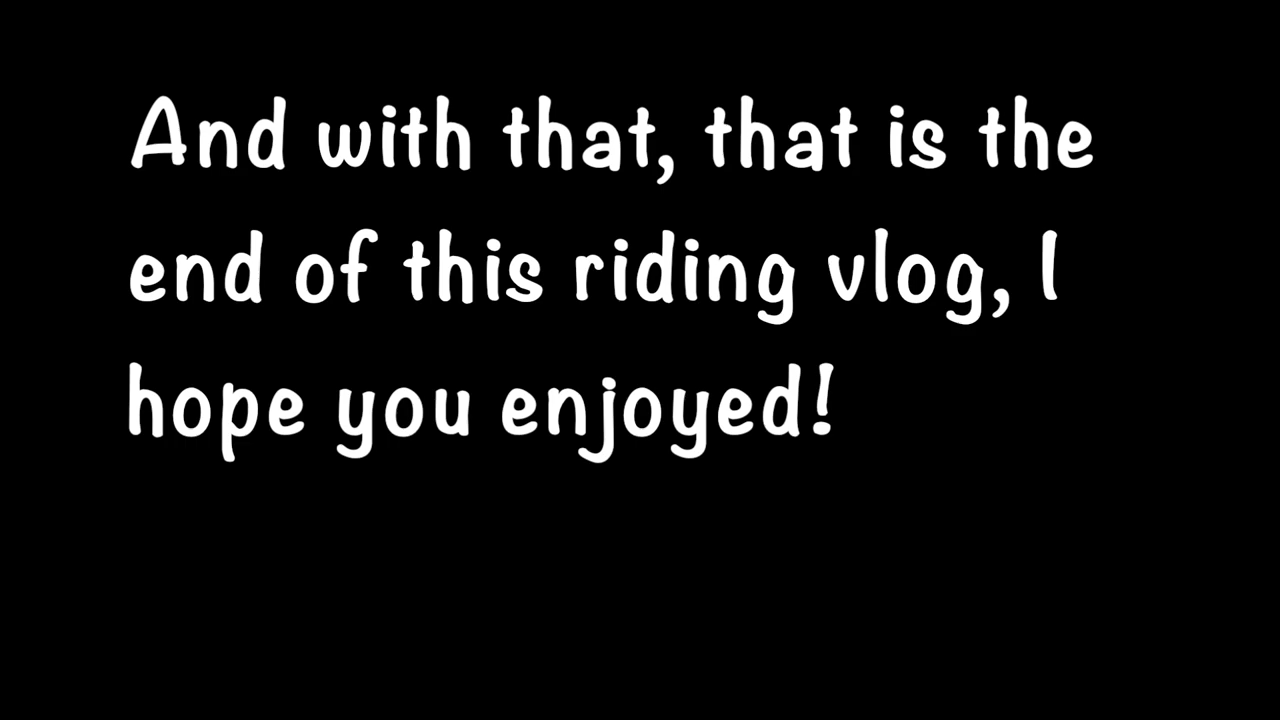 And with that, that is the
end of this riding vlog, I
hope you enjoyed!